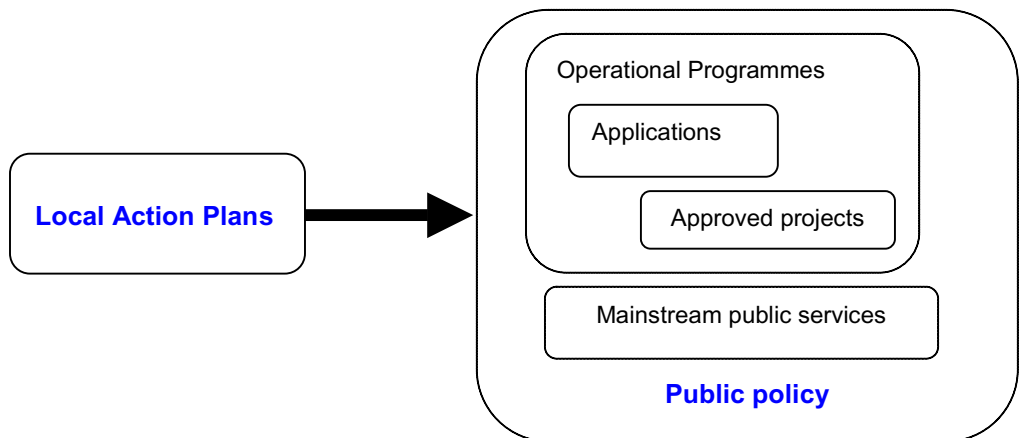 Operational Programmes
Applications
Local Action Plans
Approved projects
Mainstream public services
Public policy